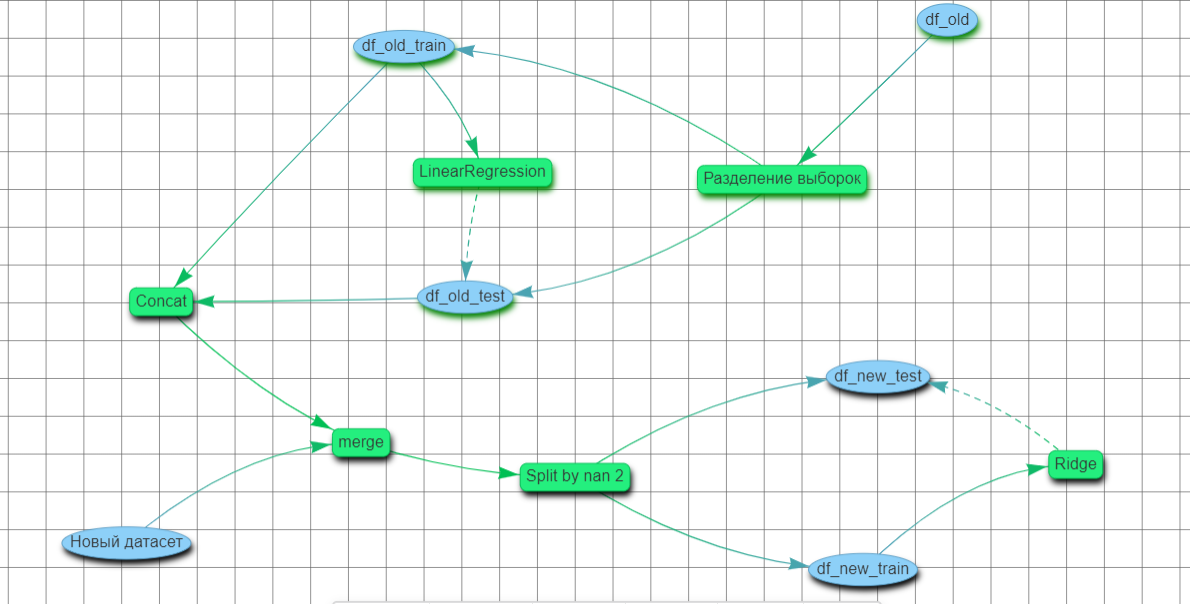 df_old
df_old_train
LinearRegression
Разделение выборок
Concat
df_old_test
df_new_test
merge
Ridge
Split by nan 2
Новый датасет
df_new_train